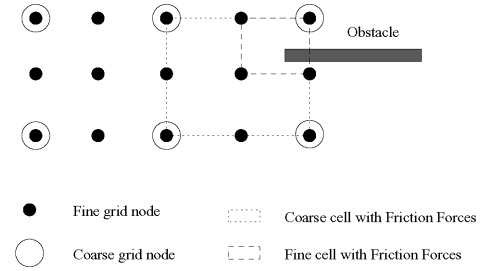 Obstacle
Fine grid node
Coarse cell with Friction Forces
Coarse grid node
Fine cell with Friction Forces